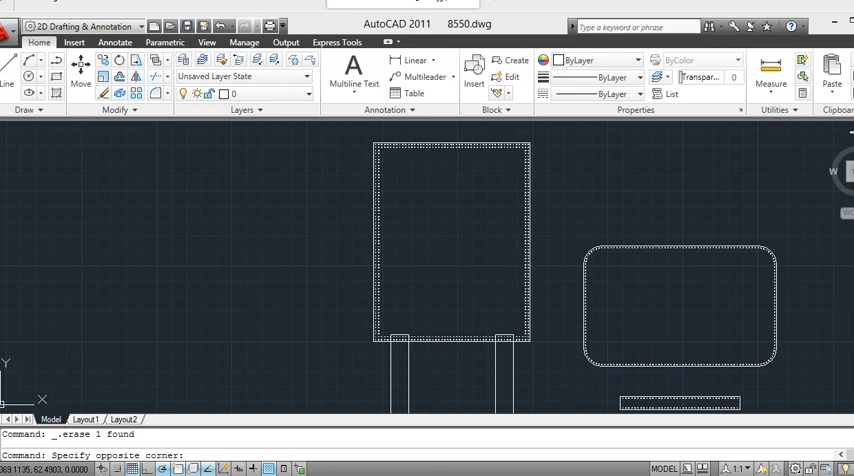 2D Drafting & Annotation
AutoCAD 2011 8550.dwg
Type a keyword or phrase
Home Insert Annotate Parametric View Manage Output Express Tools
Line Move
Unsaved Layer State
0
Multiline Text
Linear
Multileader
Table
Insert
Create
Edit
ByLayer
ByLayer
ByLayer
ByColor
Transpar... 0
List
Measure
Paste
Draw Modify Layers Annotation Block Properties Utilities Clipboard
W
Y
X
Model Layout1 Layout2
Command: _.erase 1 found
Command: Specify opposite corner:
369.1135, 62.4903, 0.0000
MODEL
1:1